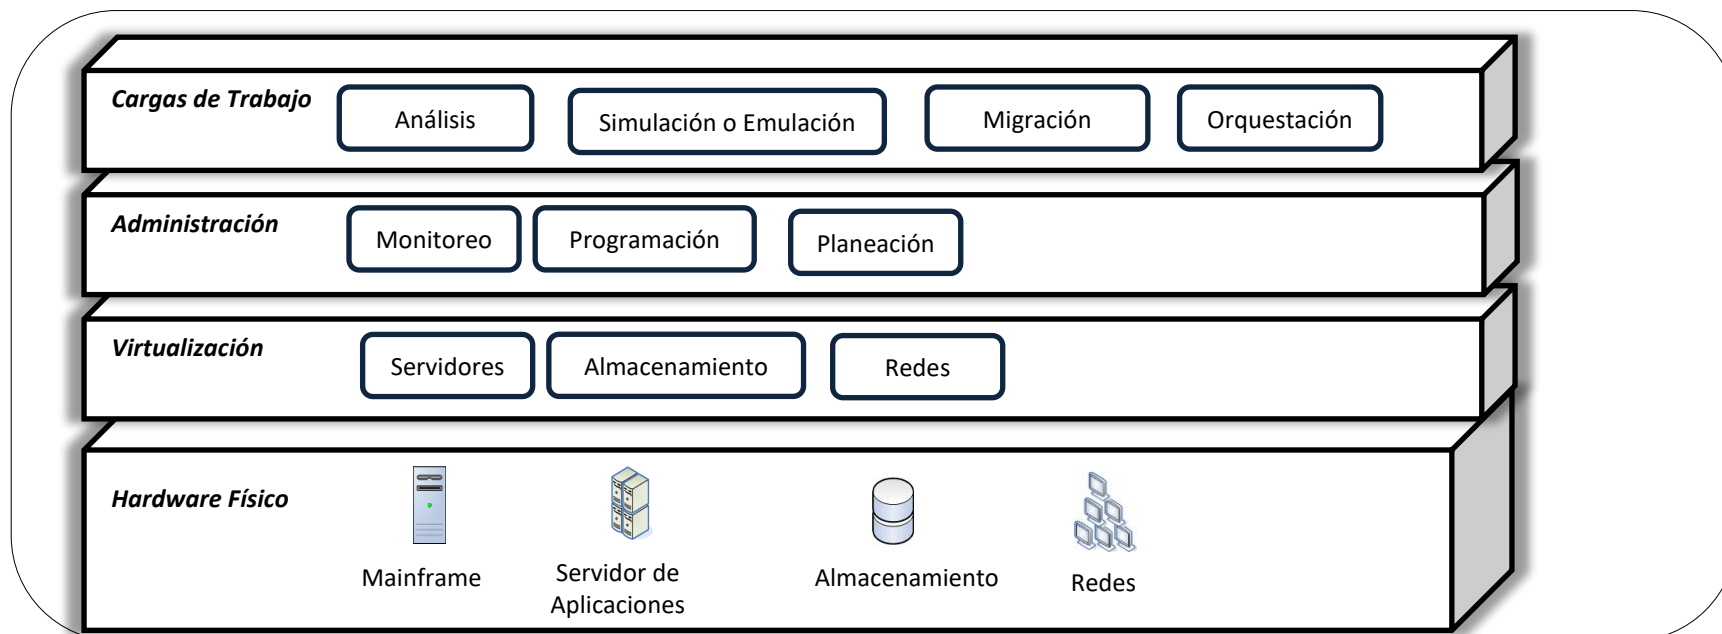 Cargas de Trabajo
Análisis
Simulación o Emulación
Migración
Orquestación
Administración
Monitoreo
Programación
Planeación
Virtualización
Servidores
Almacenamiento
Redes
Hardware Físico
Mainframe
Servidor de
Aplicaciones
Almacenamiento
Redes